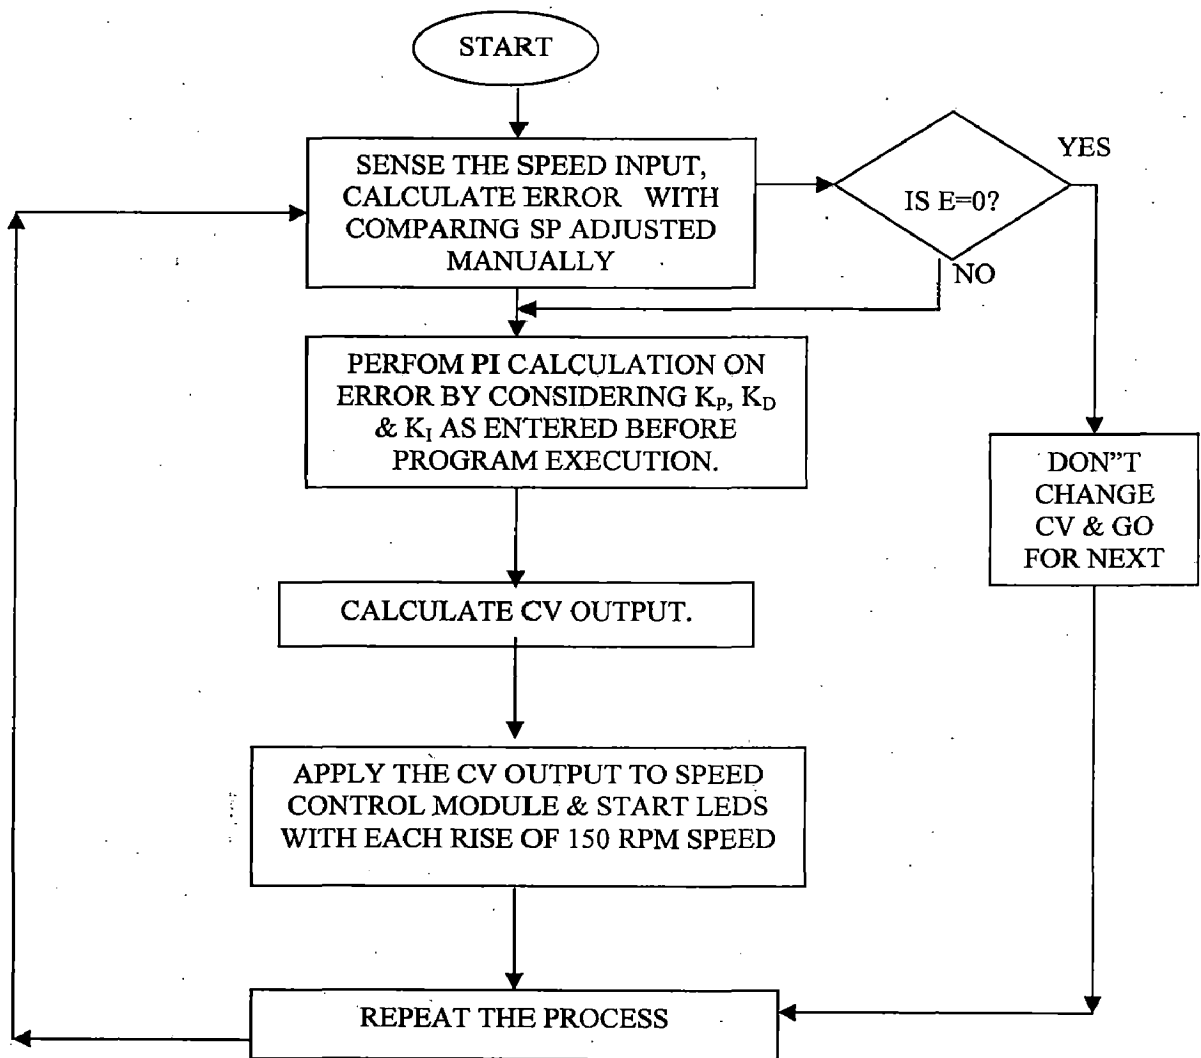 START
SENSE THE SPEED INPUT,
CALCULATE ERROR WITH
COMPARING SP ADJUSTED
MANUALLY
IS E=0?
YES
NO
PERFOM PI CALCULATION ON
ERROR BY CONSIDERING KP, KD
& KI AS ENTERED BEFORE
PROGRAM EXECUTION.
DON"T
CHANGE
CV & GO
FOR NEXT
CALCULATE CV OUTPUT.
APPLY THE CV OUTPUT TO SPEED
CONTROL MODULE & START LEDS
WITH EACH RISE OF 150 RPM SPEED
REPEAT THE PROCESS